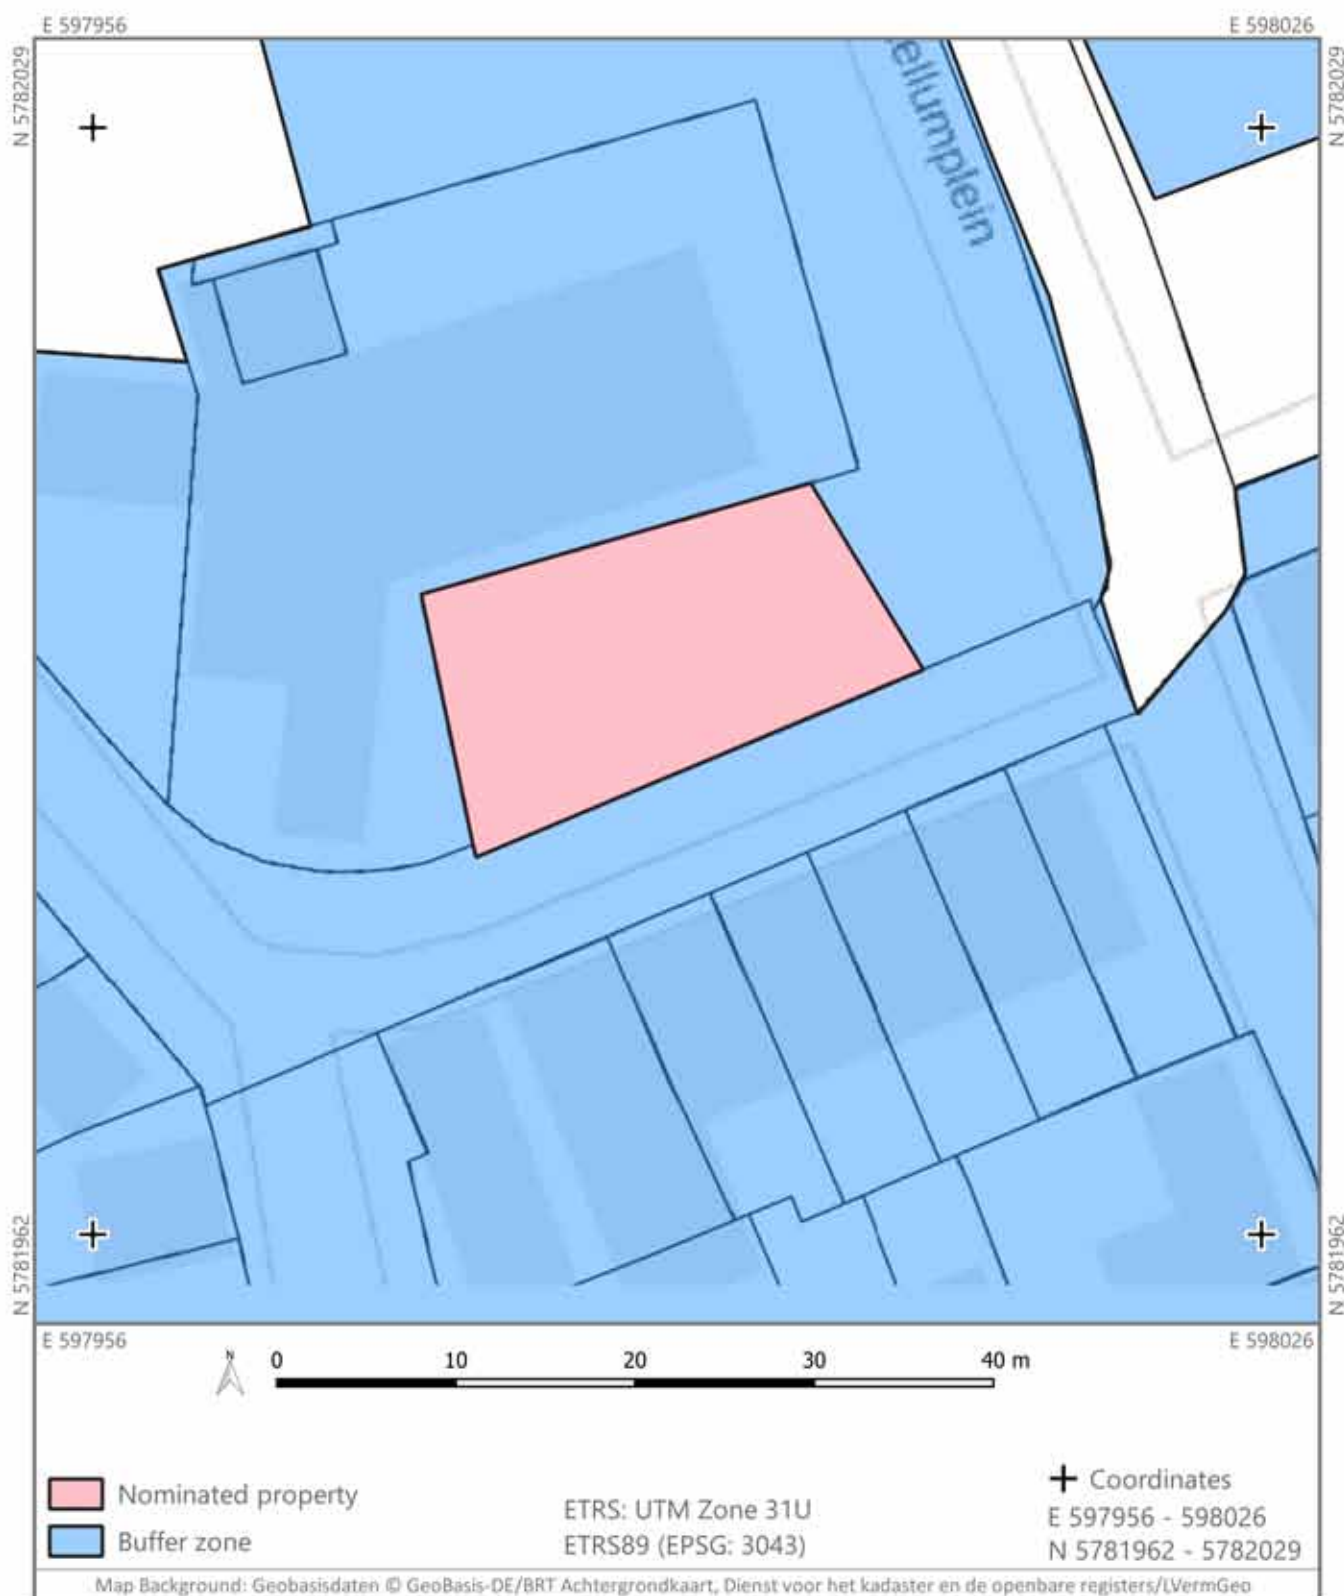 E 597956
E 598026
N 5782029
N 5782029
ellumplein
N 5781962
N 5781962
E 597956
E 598026
N
0 10 20 30 40 m
Nominated property
Buffer zone
ETRS: UTM Zone 31U
ETRS89 (EPSG: 3043)
Coordinates
E 597956 - 598026
N 5781962 - 5782029
Map Background: Geobasisdaten © GeoBasis-DE/BRT Achtergrondkaart, Dienst voor het kadaster en de openbare registers/LVermGeo